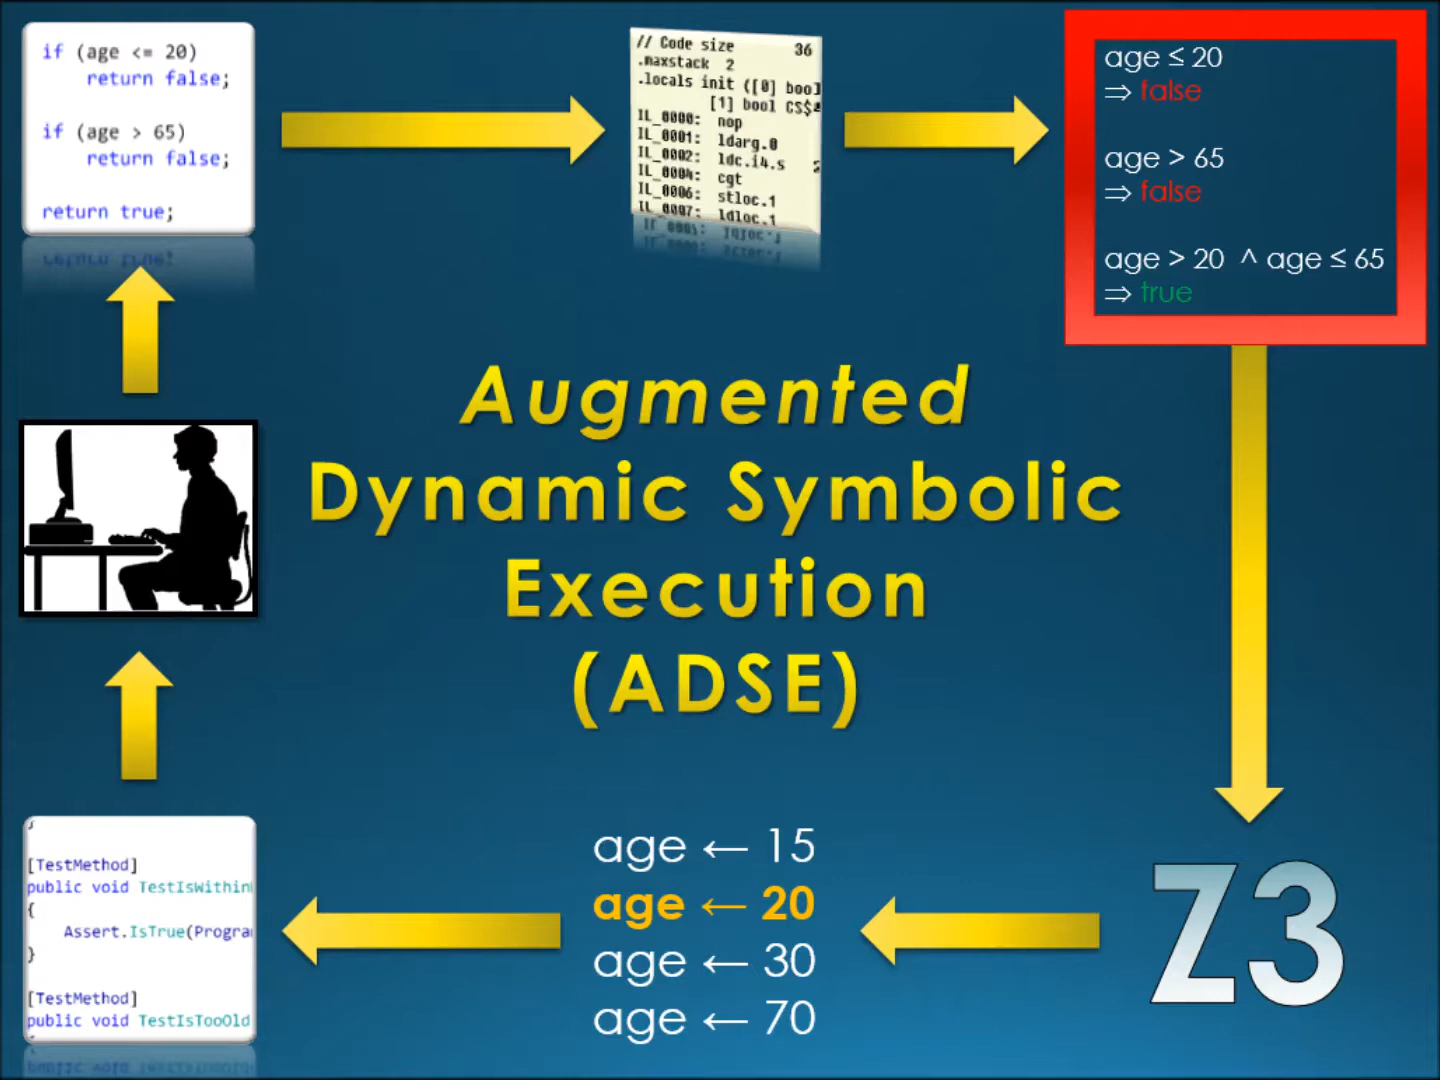 if (age <= 20)
return false;
if (age > 65)
return false;
return true;
// Code size 36
.maxstack 2
.locals init ([0] bool
[1] bool CS$4
IL_0000: nop
IL_0001: ldarg.0
IL_0002: ldc.i4.s 2
IL_0004: cgt
IL_0006: stloc.1
IL_0007: ldloc.1
age ≤ 20
⇒ false
age > 65
⇒ false
age > 20 ^ age ≤ 65
⇒ true
Augmented
Dynamic Symbolic
Execution
(ADSE)
}
[TestMethod]
public void TestIsWithin
{
Assert.IsTrue(Progra
}
[TestMethod]
public void TestIsTooOld
age ← 15
age ← 20
age ← 30
age ← 70
Z3